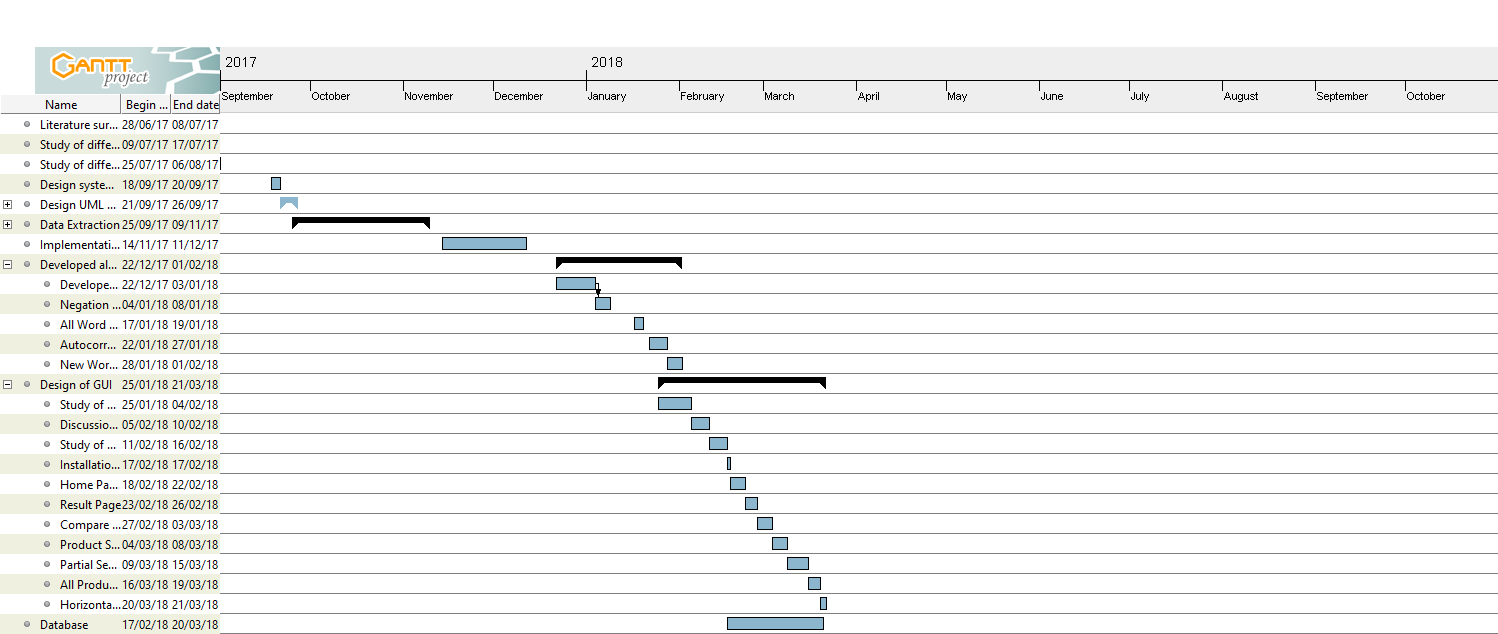 GANTT
project
2017 2018
September October November December January February March April May June July August September October
Name Begin ... End date
Literature sur... 28/06/17 08/07/17
Study of diffe... 09/07/17 17/07/17
Study of diffe... 25/07/17 06/08/17
Design syste... 18/09/17 20/09/17
Design UML ... 21/09/17 26/09/17
Data Extraction 25/09/17 09/11/17
Implementati... 14/11/17 11/12/17
Developed al... 22/12/17 01/02/18
Develope... 22/12/17 03/01/18
Negation ... 04/01/18 08/01/18
All Word ... 17/01/18 19/01/18
Autocorr... 22/01/18 27/01/18
New Wor... 28/01/18 01/02/18
Design of GUI 25/01/18 21/03/18
Study of ... 25/01/18 04/02/18
Discussio... 05/02/18 10/02/18
Study of ... 11/02/18 16/02/18
Installatio... 17/02/18 17/02/18
Home Pa... 18/02/18 22/02/18
Result Page 23/02/18 26/02/18
Compare ... 27/02/18 03/03/18
Product S... 04/03/18 08/03/18
Partial Se... 09/03/18 15/03/18
All Produ... 16/03/18 19/03/18
Horizonta... 20/03/18 21/03/18
Database 17/02/18 20/03/18